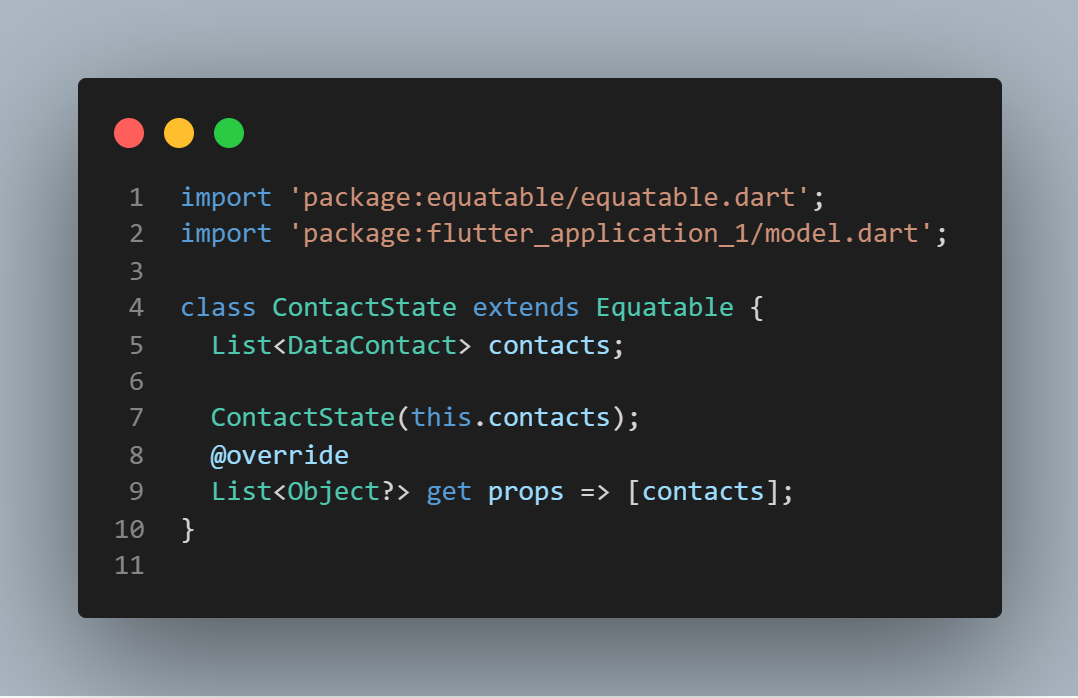 1 import 'package:equatable/equatable.dart';
2 import 'package:flutter_application_1/model.dart';
3
4 class ContactState extends Equatable {
5   List<DataContact> contacts;
6
7   ContactState(this.contacts);
8   @override
9   List<Object?> get props => [contacts];
10 }
11